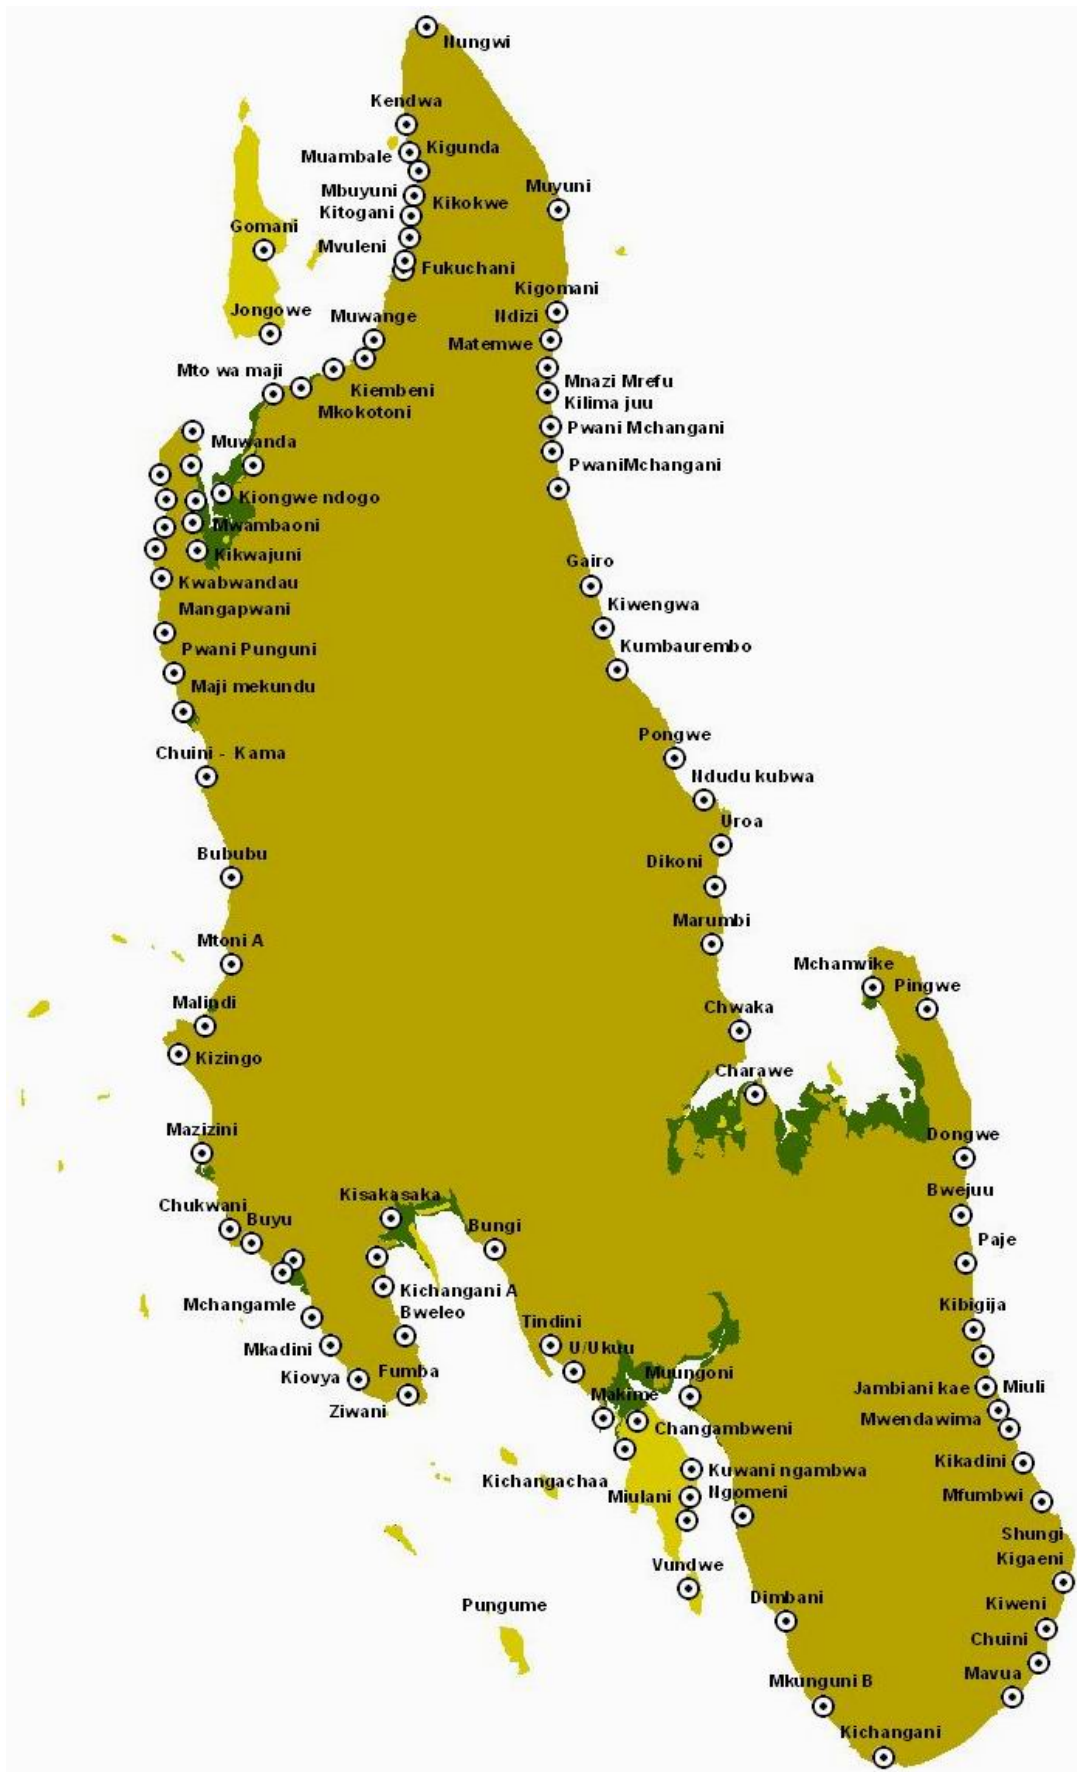 Nungwi
Kendwa
Kigunda
Muambale
Mbuyuni
Kikokwe
Kitogani
Muyuni
Gomani
Mvuleni
Fukuchani
Kigomani
Jongowe
Muwange
Ndizi
Matemwe
Mto wa maji
Kiembeni
Mkokotoni
Mnazi Mrefu
Kilima juu
Pwani Mchangani
Muwanda
PwaniMchangani
Kiongwe ndogo
Mwambaoni
Kikwajuni
Gairo
Kwabwandau
Kiwengwa
Mangapwani
Kumbaurembo
Pwani Punguni
Maji mekundu
Pongwe
Chuini - Kama
Ndudu kubwa
Uroa
Bububu
Dikoni
Marumbi
Mtoni A
Mchamvike
Pingwe
Malindi
Chwaka
Kizingo
Charawe
Mazizini
Dongwe
Kisakasaka
Bwejuu
Chukwani
Buyu
Bungi
Paje
Kichangani A
Mchangamle
Bweleo
Kibigija
Tindini
Mkadini
U/Ukuu
Kiovya
Fumba
Muungoni
Jambiani kae
Miuli
Makime
Ziwani
Mwendawima
Changambweni
Kikadini
Kuwani ngambwa
Kichangachaa
Miulani
Ngomeni
Mfumbwi
Shungi
Kigaeni
Vundwe
Dimbani
Pungume
Kiweni
Chuini
Mavua
Mkunguni B
Kichangani